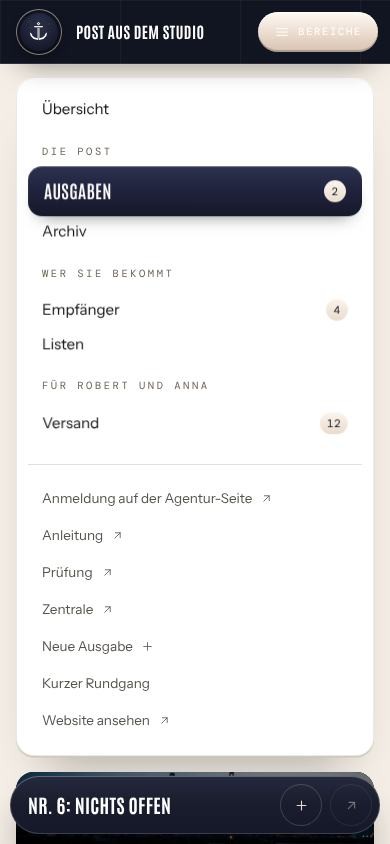 POST AUS DEM STUDIO
BEREICHE
Übersicht
DIE POST
AUSGABEN 2
Archiv
WER SIE BEKOMMT
Empfänger 4
Listen
FÜR ROBERT UND ANNA
Versand 12
Anmeldung auf der Agentur-Seite
Anleitung
Prüfung
Zentrale
Neue Ausgabe
Kurzer Rundgang
Website ansehen
NR. 6: NICHTS OFFEN